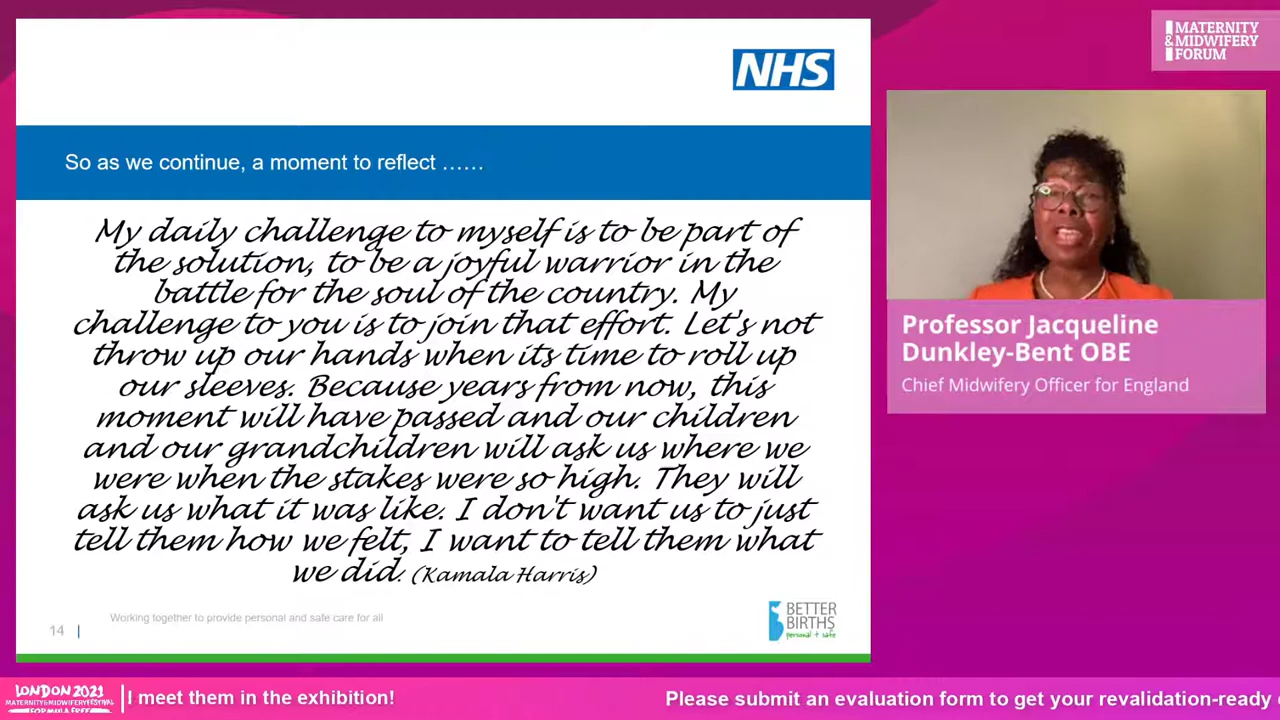 NHS
So as we continue, a moment to reflect ……
My daily challenge to myself is to be part of
the solution, to be a joyful warrior in the
battle for the soul of the country. My
challenge to you is to join that effort. Let's not
throw up our hands when its time to roll up
our sleeves. Because years from now, this
moment will have passed and our children
and our grandchildren will ask us where we
were when the stakes were so high. They will
ask us what it was like. I don't want us to just
tell them how we felt, I want to tell them what
we did. (Kamala Harris)
Working together to provide personal and safe care for all
14
BETTER
BIRTHS
personal + safe
MATERNITY
&MIDWIFERY
FORUM
Professor Jacqueline
Dunkley-Bent OBE
Chief Midwifery Officer for England
LONDON 2021
MATERNITY&MIDWIFERYFESTIVAL
FORMULA FREE
I meet them in the exhibition!
Please submit an evaluation form to get your revalidation-ready